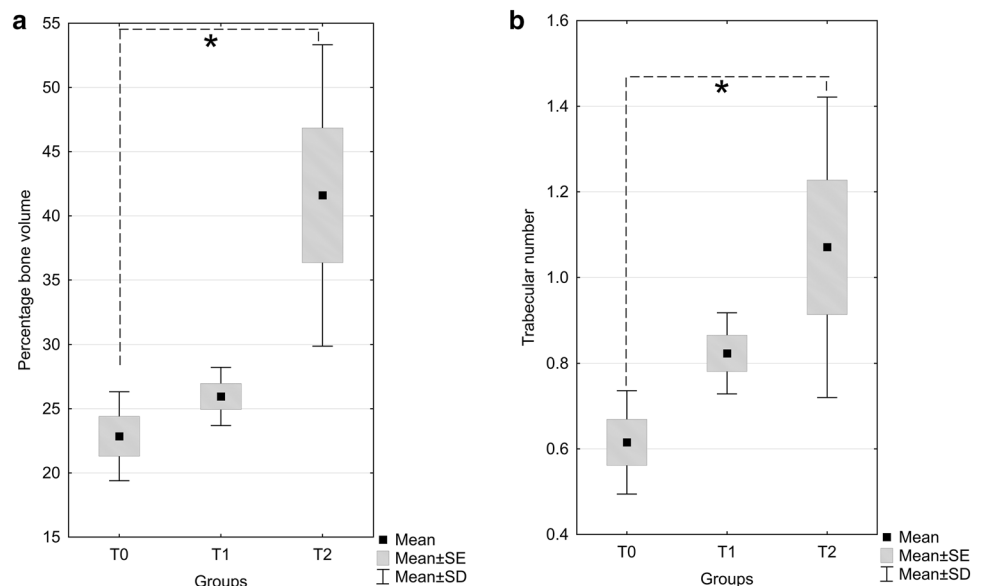 a
55
50
45
40
35
30
25
20
15
Percentage bone volume
*
T0 T1 T2
Groups
Mean
Mean±SE
Mean±SD
b
1.6
1.4
1.2
1.0
0.8
0.6
0.4
Trabecular number
*
T0 T1 T2
Groups
Mean
Mean±SE
Mean±SD